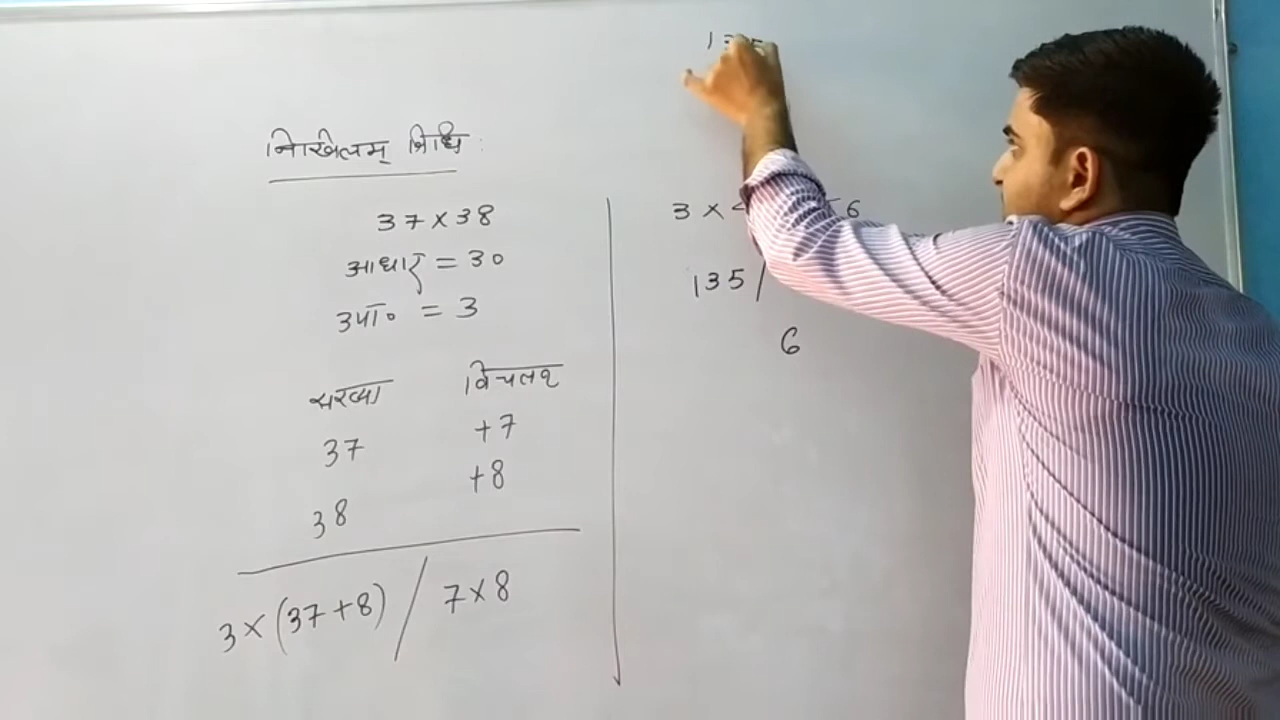 निखिलम् विधि:
37 x 38
आधार = 30
उपा० = 3
संख्या विचलन
37 +7
38 +8
3 x (37+8) / 7 x 8
3 x
6
135 /
6